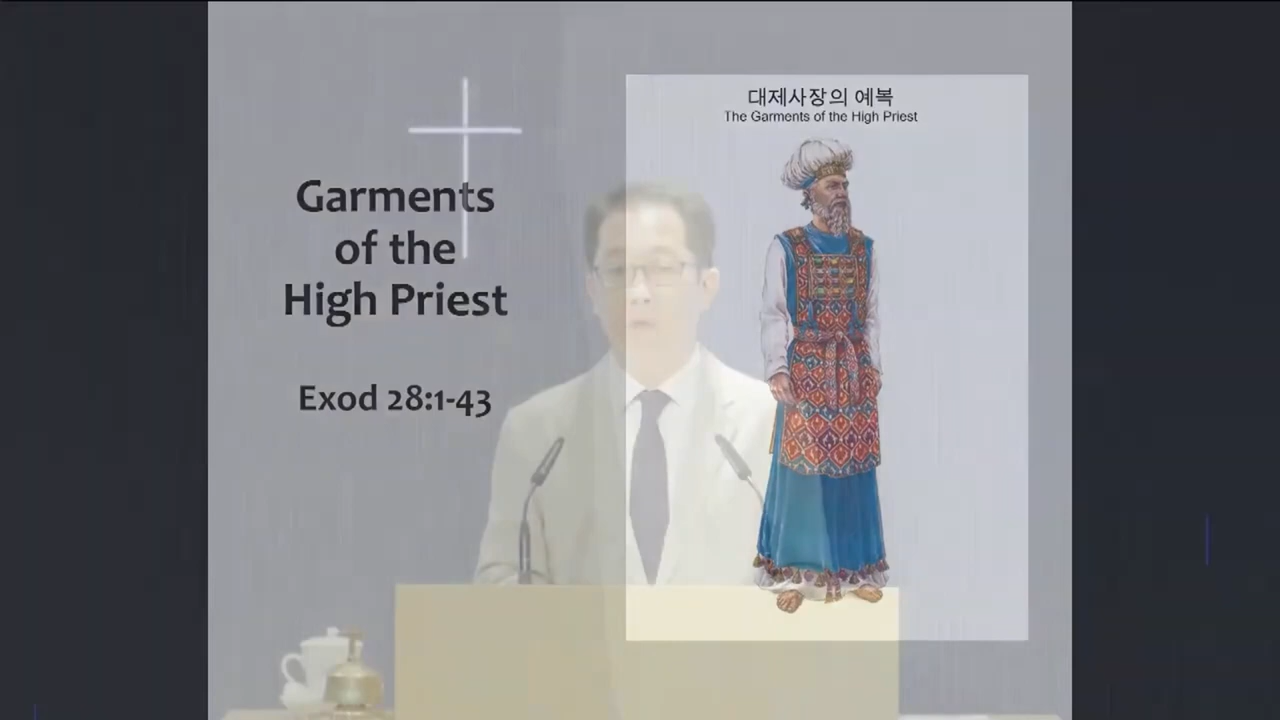 Garments
of the
High Priest
Exod 28:1-43
대제사장의 예복
The Garments of the High Priest